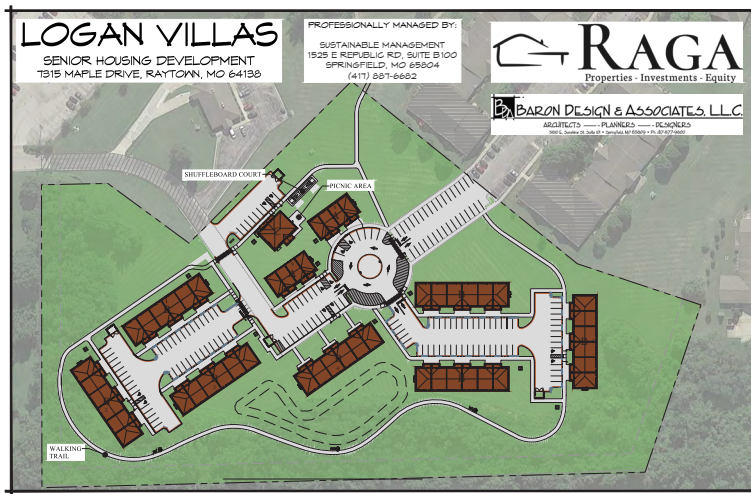 LOGAN VILLAS
SENIOR HOUSING DEVELOPMENT
7315 MAPLE DRIVE, RAYTOWN, MO 64138
PROFESSIONALLY MANAGED BY:
SUSTAINABLE MANAGEMENT
1525 E REPUBLIC RD, SUITE B100
SPRINGFIELD, MO 65804
(417) 887-6682
RAGA
Properties - Investments - Equity
BDA BARON DESIGN & ASSOCIATES, L.L.C.
ARCHITECTS --- PLANNERS --- DESIGNERS
SHUFFLEBOARD COURT
PICNIC AREA
WALKING
TRAIL